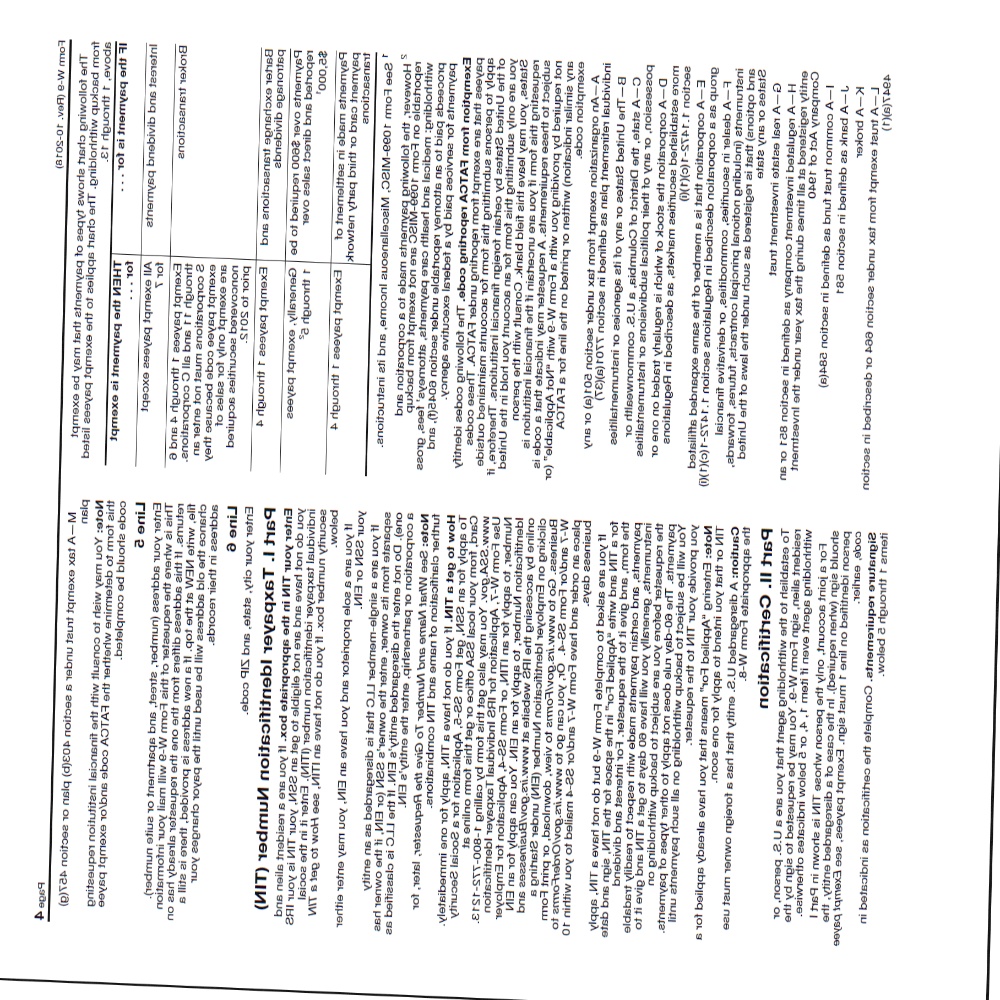 Form W-9 (Rev. 10-2018)
Page 4
The following chart shows types of payments that may be exempt
from backup withholding. The chart applies to the exempt payees listed
above, 1 through 13.
IF the payment is for . . .
THEN the payment is exempt
for . . .
Interest and dividend payments
All exempt payees except
for 7
Broker transactions
Exempt payees 1 through 4 and 6
through 11 and all C corporations.
S corporations must not enter an
exempt payee code because they
are exempt only for sales of
noncovered securities acquired
prior to 2012.
Barter exchange transactions and
patronage dividends
Exempt payees 1 through 4
Payments over $600 required to be
reported and direct sales over
$5,000
Generally, exempt payees
1 through 5
Payments made in settlement of
payment card or third party network
transactions
Exempt payees 1 through 4
See Form 1099-MISC, Miscellaneous Income, and its instructions.
However, the following payments made to a corporation and
reportable on Form 1099-MISC are not exempt from backup
withholding: medical and health care payments, attorneys' fees, gross
proceeds paid to an attorney reportable under section 6045(f), and
payments for services paid by a federal executive agency.
Exemption from FATCA reporting code. The following codes identify
payees that are exempt from reporting under FATCA. These codes
apply to persons submitting this form for accounts maintained outside
of the United States by certain foreign financial institutions. Therefore, if
you are only submitting this form for an account you hold in the United
States, you may leave this field blank. Consult with the person
requesting this form if you are uncertain if the financial institution is
subject to these requirements. A requester may indicate that a code is
not required by providing you with a Form W-9 with "Not Applicable" (or
any similar indication) written or printed on the line for a FATCA
exemption code.
A—An organization exempt from tax under section 501(a) or any
individual retirement plan as defined in section 7701(a)(37)
B—The United States or any of its agencies or instrumentalities
C—A state, the District of Columbia, a U.S. commonwealth or
possession, or any of their political subdivisions or instrumentalities
D—A corporation the stock of which is regularly traded on one or
more established securities markets, as described in Regulations
section 1.1472-1(c)(1)(i)
E—A corporation that is a member of the same expanded affiliated
group as a corporation described in Regulations section 1.1472-1(c)(1)(i)
F—A dealer in securities, commodities, or derivative financial
instruments (including notional principal contracts, futures, forwards,
and options) that is registered as such under the laws of the United
States or any state
G—A real estate investment trust
H—A regulated investment company as defined in section 851 or an
entity registered at all times during the tax year under the Investment
Company Act of 1940
I—A common trust fund as defined in section 584(a)
J—A bank as defined in section 581
K—A broker
L—A trust exempt from tax under section 664 or described in section
4947(a)(1)
M—A tax exempt trust under a section 403(b) plan or section 457(g)
plan
Note: You may wish to consult with the financial institution requesting
this form to determine whether the FATCA code and/or exempt payee
code should be completed.
Line 5
Enter your address (number, street, and apartment or suite number).
This is where the requester of this Form W-9 will mail your information
returns. If this address differs from the one the requester already has on
file, write NEW at the top. If a new address is provided, there is still a
chance the old address will be used until the payor changes your
address in their records.
Line 6
Enter your city, state, and ZIP code.
Part I. Taxpayer Identification Number (TIN)
Enter your TIN in the appropriate box. If you are a resident alien and
you do not have and are not eligible to get an SSN, your TIN is your IRS
individual taxpayer identification number (ITIN). Enter it in the social
security number box. If you do not have an ITIN, see How to get a TIN
below.
If you are a sole proprietor and you have an EIN, you may enter either
your SSN or EIN.
If you are a single-member LLC that is disregarded as an entity
separate from its owner, enter the owner's SSN (or EIN, if the owner has
one). Do not enter the disregarded entity's EIN. If the LLC is classified as
a corporation or partnership, enter the entity's EIN.
Note: See What Name and Number To Give the Requester, later, for
further clarification of name and TIN combinations.
How to get a TIN. If you do not have a TIN, apply for one immediately.
To apply for an SSN, get Form SS-5, Application for a Social Security
Card, from your local SSA office or get this form online at
www.SSA.gov. You may also get this form by calling 1-800-772-1213.
Use Form W-7, Application for IRS Individual Taxpayer Identification
Number, to apply for an ITIN, or Form SS-4, Application for Employer
Identification Number, to apply for an EIN. You can apply for an EIN
online by accessing the IRS website at www.irs.gov/Businesses and
clicking on Employer Identification Number (EIN) under Starting a
Business. Go to www.irs.gov/Forms to view, download, or print Form
W-7 and/or Form SS-4. Or, you can go to www.irs.gov/OrderForms to
place an order and have Form W-7 and/or SS-4 mailed to you within 10
business days.
If you are asked to complete Form W-9 but do not have a TIN, apply
for a TIN and write "Applied For" in the space for the TIN, sign and date
the form, and give it to the requester. For interest and dividend
payments, and certain payments made with respect to readily tradable
instruments, generally you will have 60 days to get a TIN and give it to
the requester before you are subject to backup withholding on
payments. The 60-day rule does not apply to other types of payments.
You will be subject to backup withholding on all such payments until
you provide your TIN to the requester.
Note: Entering "Applied For" means that you have already applied for a
TIN or that you intend to apply for one soon.
Caution: A disregarded U.S. entity that has a foreign owner must use
the appropriate Form W-8.
Part II. Certification
To establish to the withholding agent that you are a U.S. person, or
resident alien, sign Form W-9. You may be requested to sign by the
withholding agent even if item 1, 4, or 5 below indicates otherwise.
For a joint account, only the person whose TIN is shown in Part I
should sign (when required). In the case of a disregarded entity, the
person identified on line 1 must sign. Exempt payees, see Exempt payee
code, earlier.
Signature requirements. Complete the certification as indicated in
items 1 through 5 below.